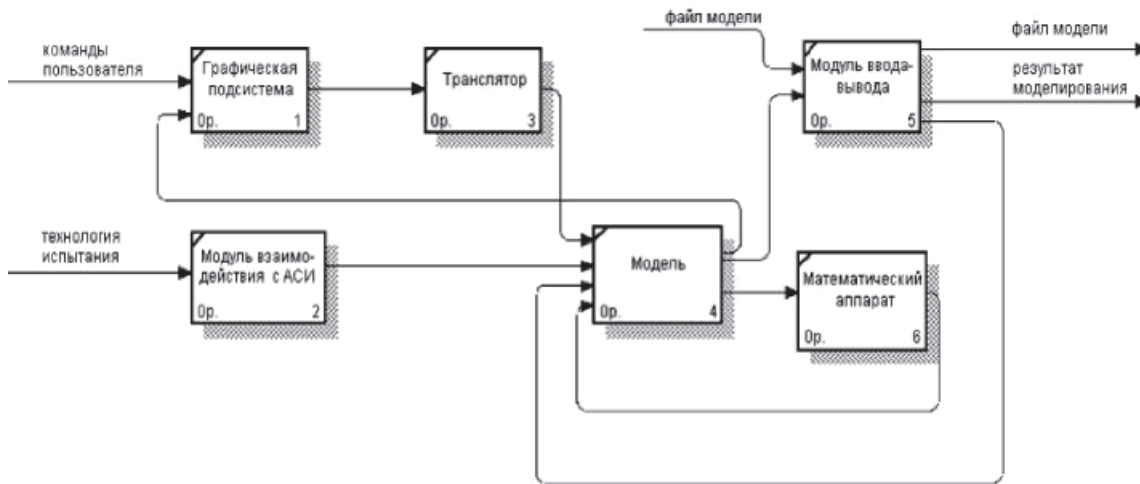 файл модели
файл модели
команды
пользователя
Графическая
подсистема
0р.
1
Транслятор
0р.
3
Модуль ввода-
вывода
0р.
5
результат
моделирования
технология
испытания
Модуль взаимо-
действия с АСИ
0р.
2
Модель
0р.
4
Математический
аппарат
0р.
6